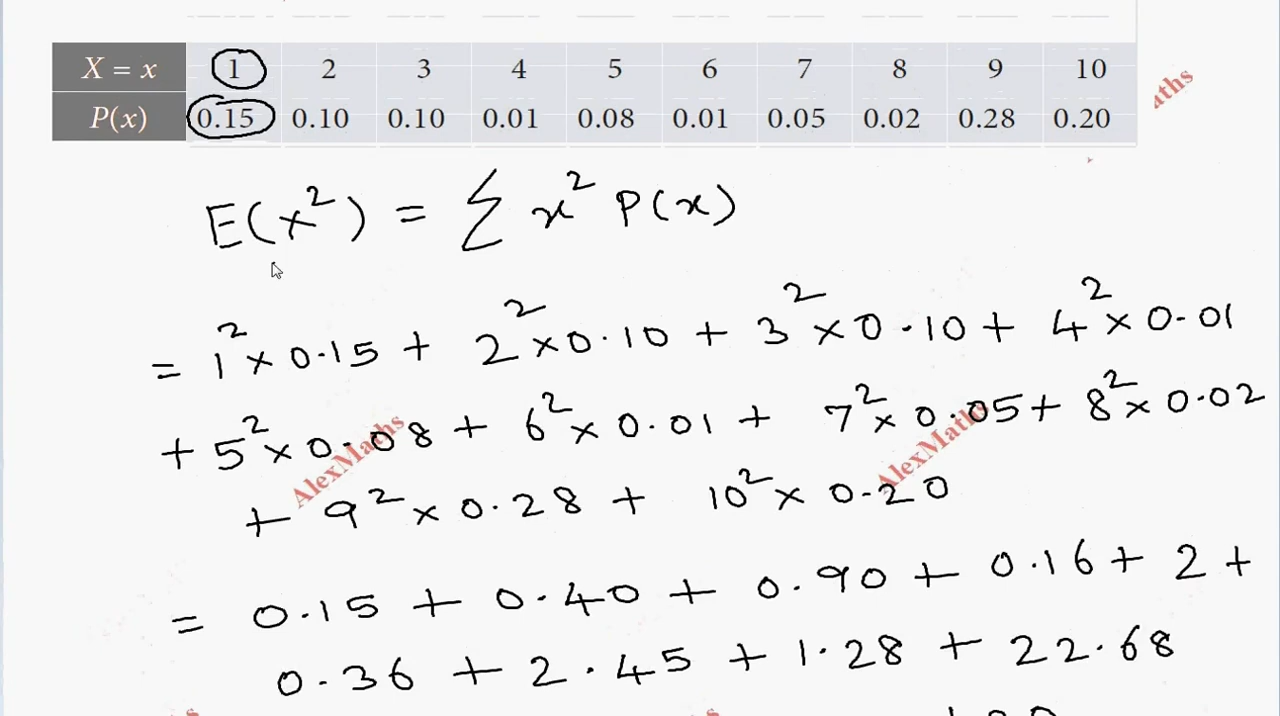 X = x 1 2 3 4 5 6 7 8 9 10
P(x) 0.15 0.10 0.10 0.01 0.08 0.01 0.05 0.02 0.28 0.20
E(x²) = ∑ x² P(x)
= 1² × 0.15 + 2² × 0.10 + 3² × 0.10 + 4² × 0.01
+ 5² × 0.08 + 6² × 0.01 + 7² × 0.05 + 8² × 0.02
AlexMaths AlexMaths
+ 9² × 0.28 + 10² × 0.20
= 0.15 + 0.40 + 0.90 + 0.16 + 2 +
0.36 + 2.45 + 1.28 + 22.68